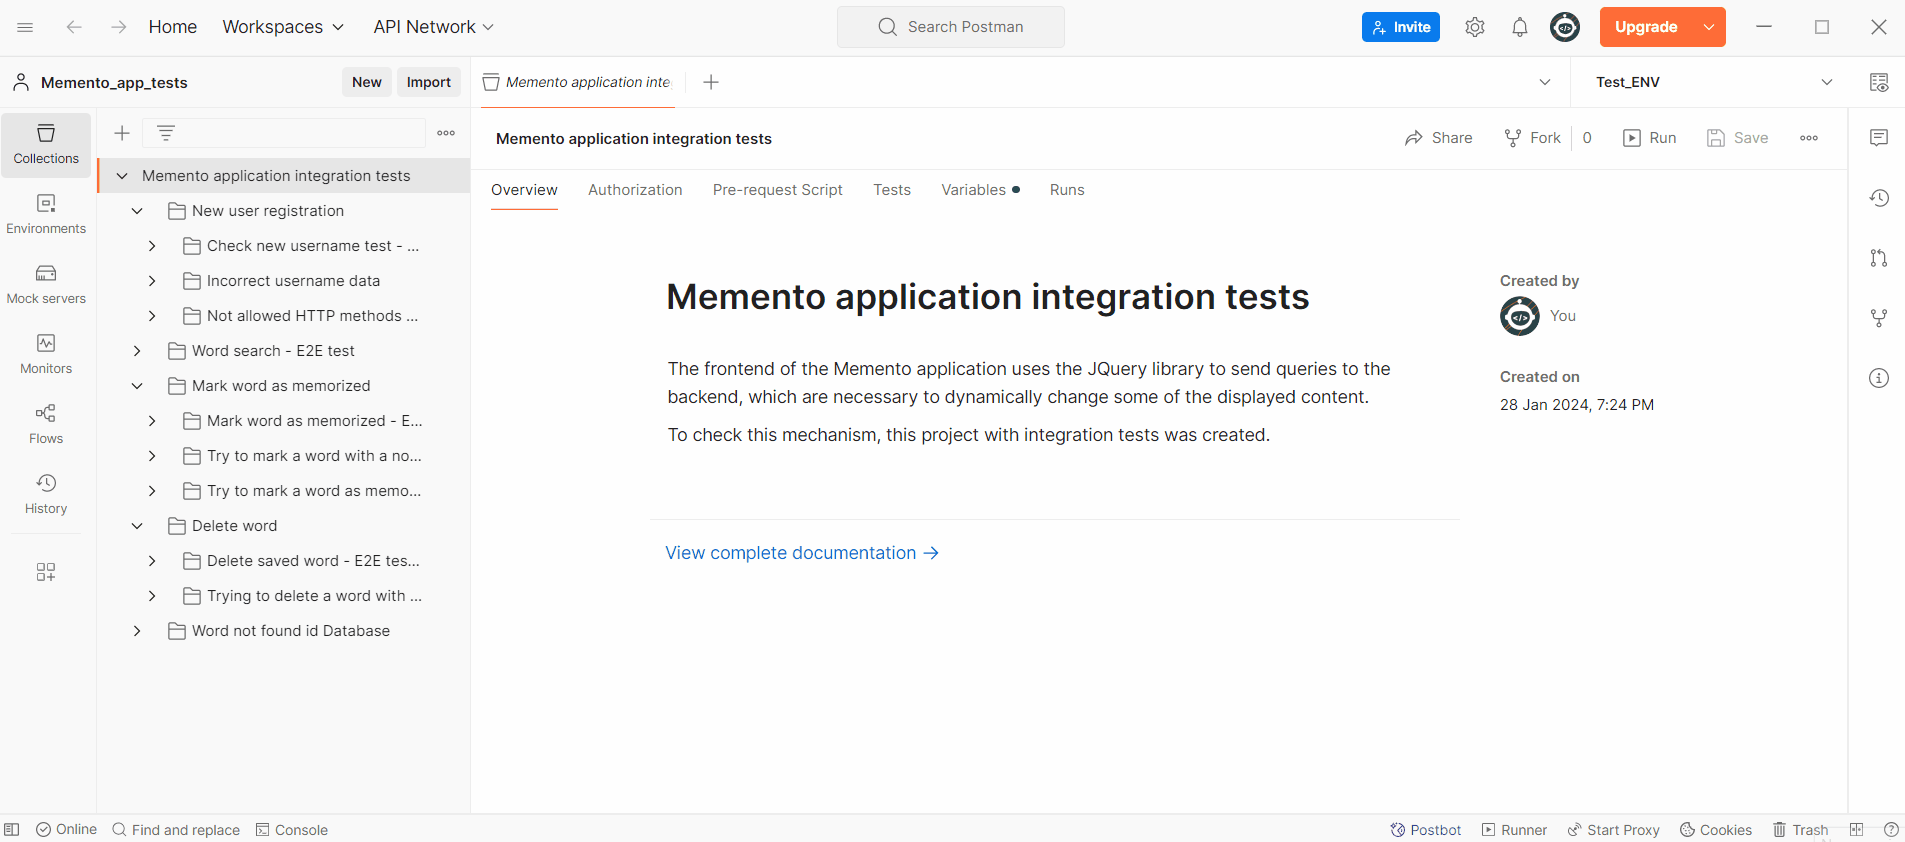 Home Workspaces API Network Search Postman Invite Upgrade
Memento_app_tests New Import Memento application inte Test_ENV
Collections
Environments
Mock servers
Monitors
Flows
History
Memento application integration tests
New user registration
Check new username test - ...
Incorrect username data
Not allowed HTTP methods ...
Word search - E2E test
Mark word as memorized
Mark word as memorized - E...
Try to mark a word with a no...
Try to mark a word as memo...
Delete word
Delete saved word - E2E tes...
Trying to delete a word with ...
Word not found id Database
Memento application integration tests Share Fork 0 Run Save
Overview Authorization Pre-request Script Tests Variables Runs
Memento application integration tests
The frontend of the Memento application uses the JQuery library to send queries to the
backend, which are necessary to dynamically change some of the displayed content.
To check this mechanism, this project with integration tests was created.
View complete documentation →
Created by
You
Created on
28 Jan 2024, 7:24 PM
Online Find and replace Console Postbot Runner Start Proxy Cookies Trash